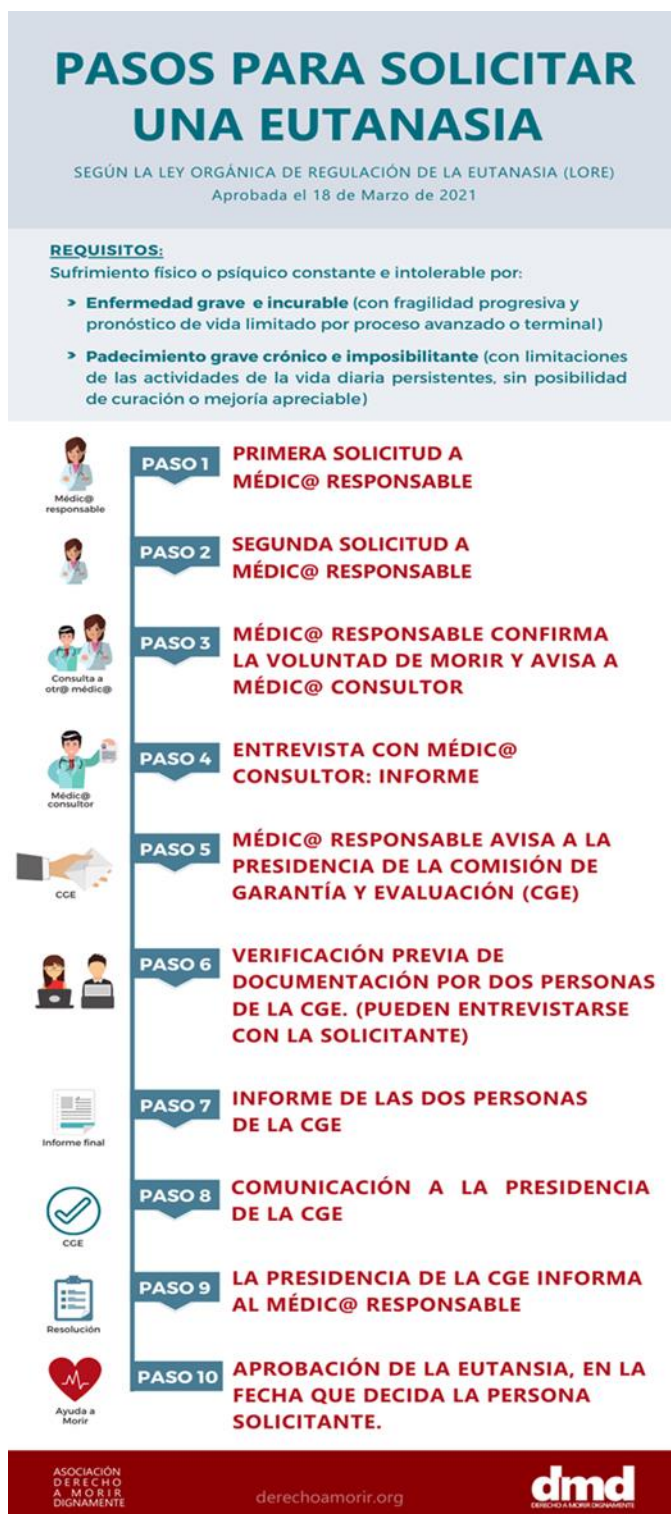 PASOS PARA SOLICITAR
UNA EUTANASIA
SEGÚN LA LEY ORGÁNICA DE REGULACIÓN DE LA EUTANASIA (LORE)
Aprobada el 18 de Marzo de 2021
REQUISITOS:
Sufrimiento físico o psíquico constante e intolerable por:
➤ Enfermedad grave e incurable (con fragilidad progresiva y
pronóstico de vida limitado por proceso avanzado o terminal)
➤ Padecimiento grave crónico e imposibilitante (con limitaciones
de las actividades de la vida diaria persistentes, sin posibilidad
de curación o mejoría apreciable)
Médic@
responsable
PASO 1
PRIMERA SOLICITUD A
MÉDIC@ RESPONSABLE
PASO 2
SEGUNDA SOLICITUD A
MÉDIC@ RESPONSABLE
Consulta a
otr@ médic@
PASO 3
MÉDIC@ RESPONSABLE CONFIRMA
LA VOLUNTAD DE MORIR Y AVISA A
MÉDIC@ CONSULTOR
Médic@
consultor
PASO 4
ENTREVISTA CON MÉDIC@
CONSULTOR: INFORME
CGE
PASO 5
MÉDIC@ RESPONSABLE AVISA A LA
PRESIDENCIA DE LA COMISIÓN DE
GARANTÍA Y EVALUACIÓN (CGE)
PASO 6
VERIFICACIÓN PREVIA DE
DOCUMENTACIÓN POR DOS PERSONAS
DE LA CGE. (PUEDEN ENTREVISTARSE
CON LA SOLICITANTE)
Informe final
PASO 7
INFORME DE LAS DOS PERSONAS
DE LA CGE
CGE
PASO 8
COMUNICACIÓN A LA PRESIDENCIA
DE LA CGE
Resolución
PASO 9
LA PRESIDENCIA DE LA CGE INFORMA
AL MÉDIC@ RESPONSABLE
Ayuda a
Morir
PASO 10
APROBACIÓN DE LA EUTANSIA, EN LA
FECHA QUE DECIDA LA PERSONA
SOLICITANTE.
ASOCIACIÓN
DERECHO
A MORIR
DIGNAMENTE
derechoamorir.org
dmd
DERECHO A MORIR DIGNAMENTE